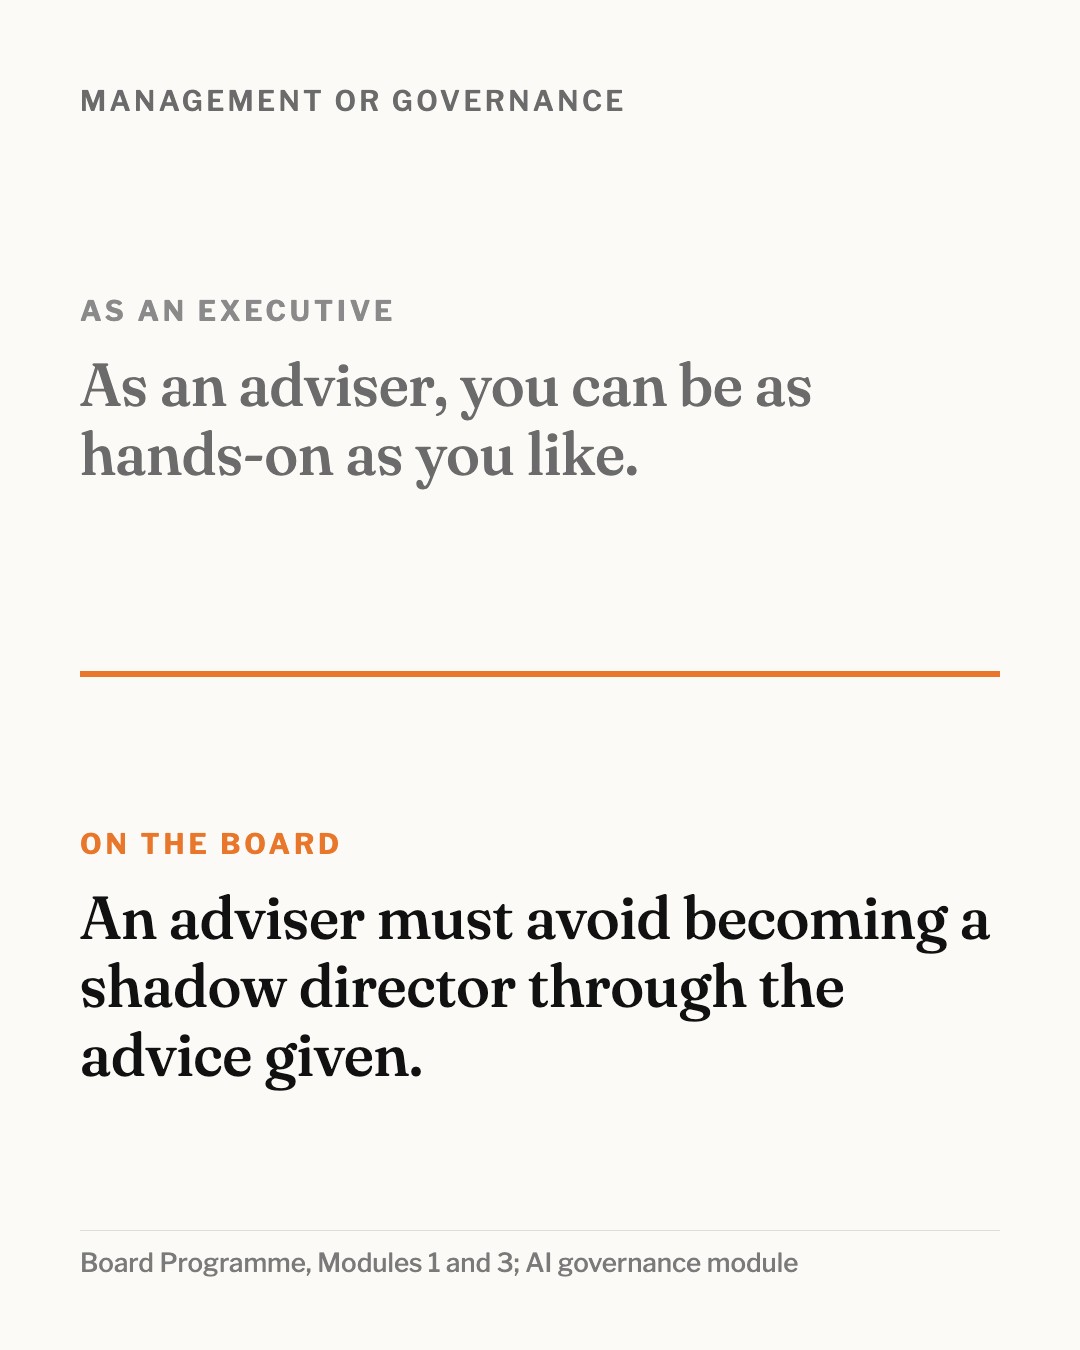 MANAGEMENT OR GOVERNANCE
AS AN EXECUTIVE
As an adviser, you can be as
hands-on as you like.
ON THE BOARD
An adviser must avoid becoming a
shadow director through the
advice given.
Board Programme, Modules 1 and 3; AI governance module